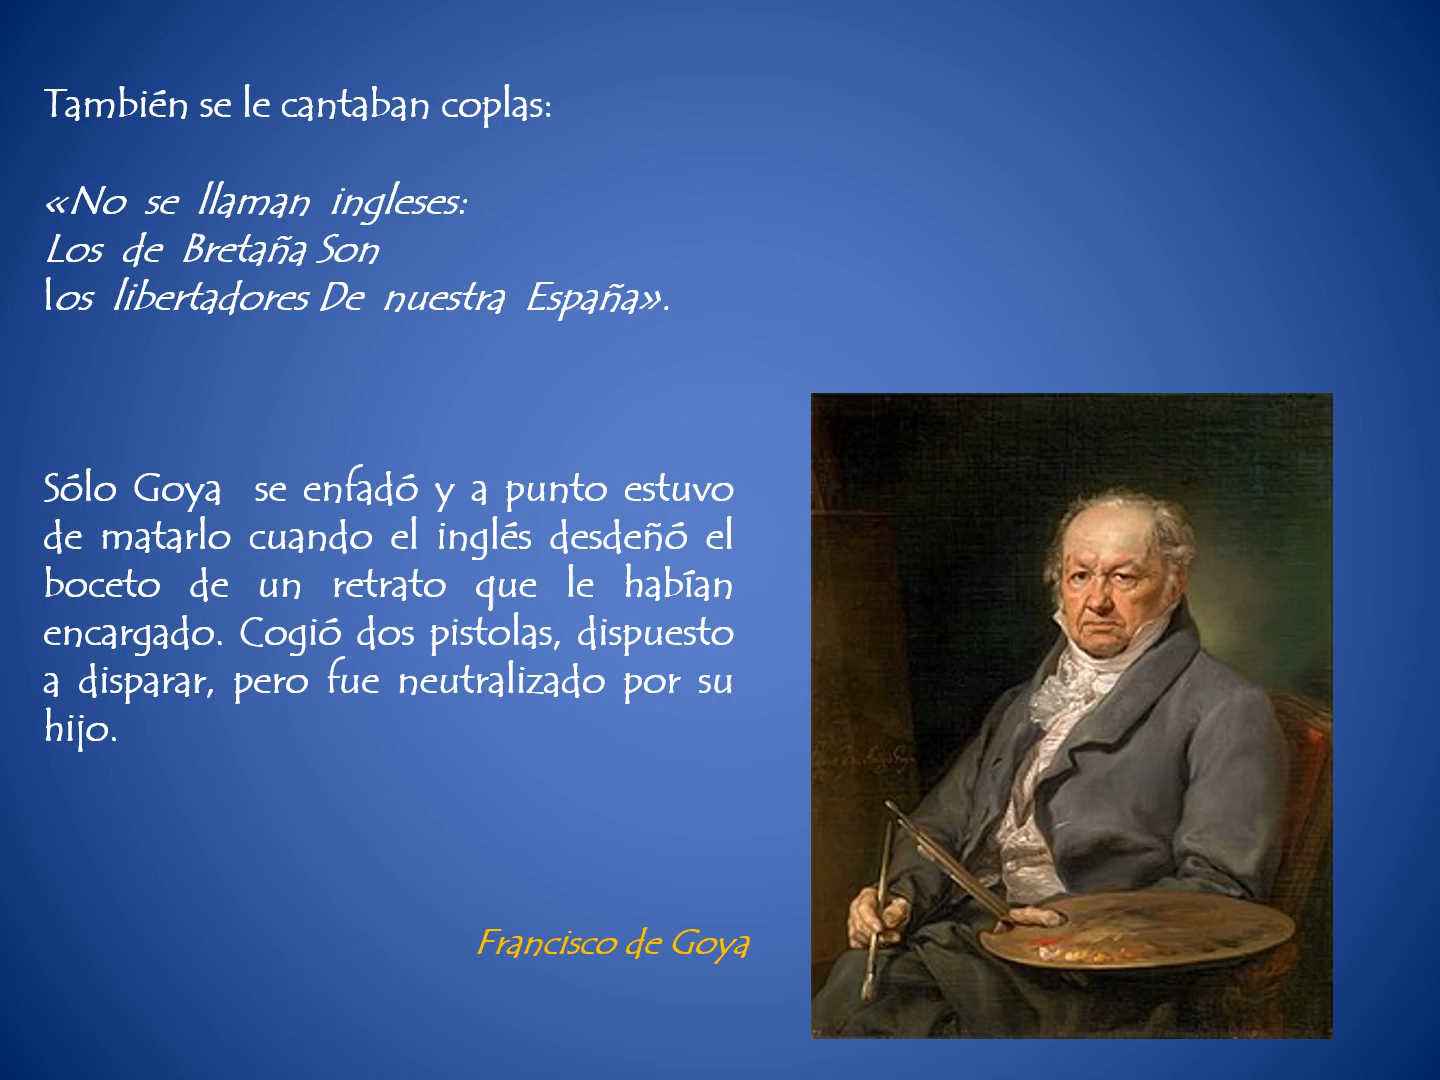 También se le cantaban coplas:
«No se llaman ingleses:
Los de Bretaña Son
los libertadores De nuestra España».
Sólo Goya se enfadó y a punto estuvo
de matarlo cuando el inglés desdeñó el
boceto de un retrato que le habían
encargado. Cogió dos pistolas, dispuesto
a disparar, pero fue neutralizado por su
hijo.
Francisco de Goya